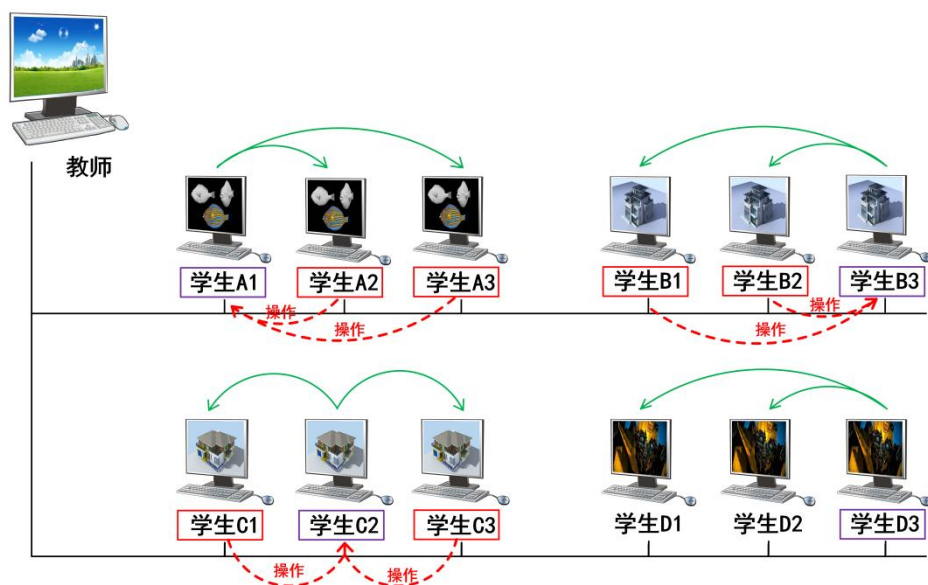 教师
学生A1
学生A2
学生A3
学生B1
学生B2
学生B3
操作
操作
操作
操作
学生C1
学生C2
学生C3
学生D1
学生D2
学生D3
操作
操作